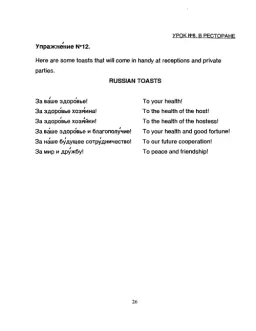 УРОК №8. В РЕСТОРАНЕ
Упражне́ние №12.
Here are some toasts that will come in handy at receptions and private
parties.
RUSSIAN TOASTS
За ва́ше здоро́вье! To your health!
За здоро́вье хозя́ина! To the health of the host!
За здоро́вье хозя́йки! To the health of the hostess!
За ва́ше здоро́вье и благополу́чие! To your health and good fortune!
За на́ше бу́дущее сотру́дничество! To our future cooperation!
За мир и дру́жбу! To peace and friendship!
26